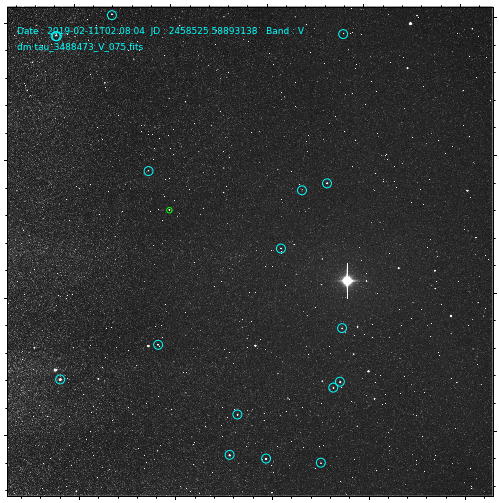 Date : 2019-02-11T02:08:04 JD : 2458525.58893138 Band : V
dm tau_3488473_V_075.fits